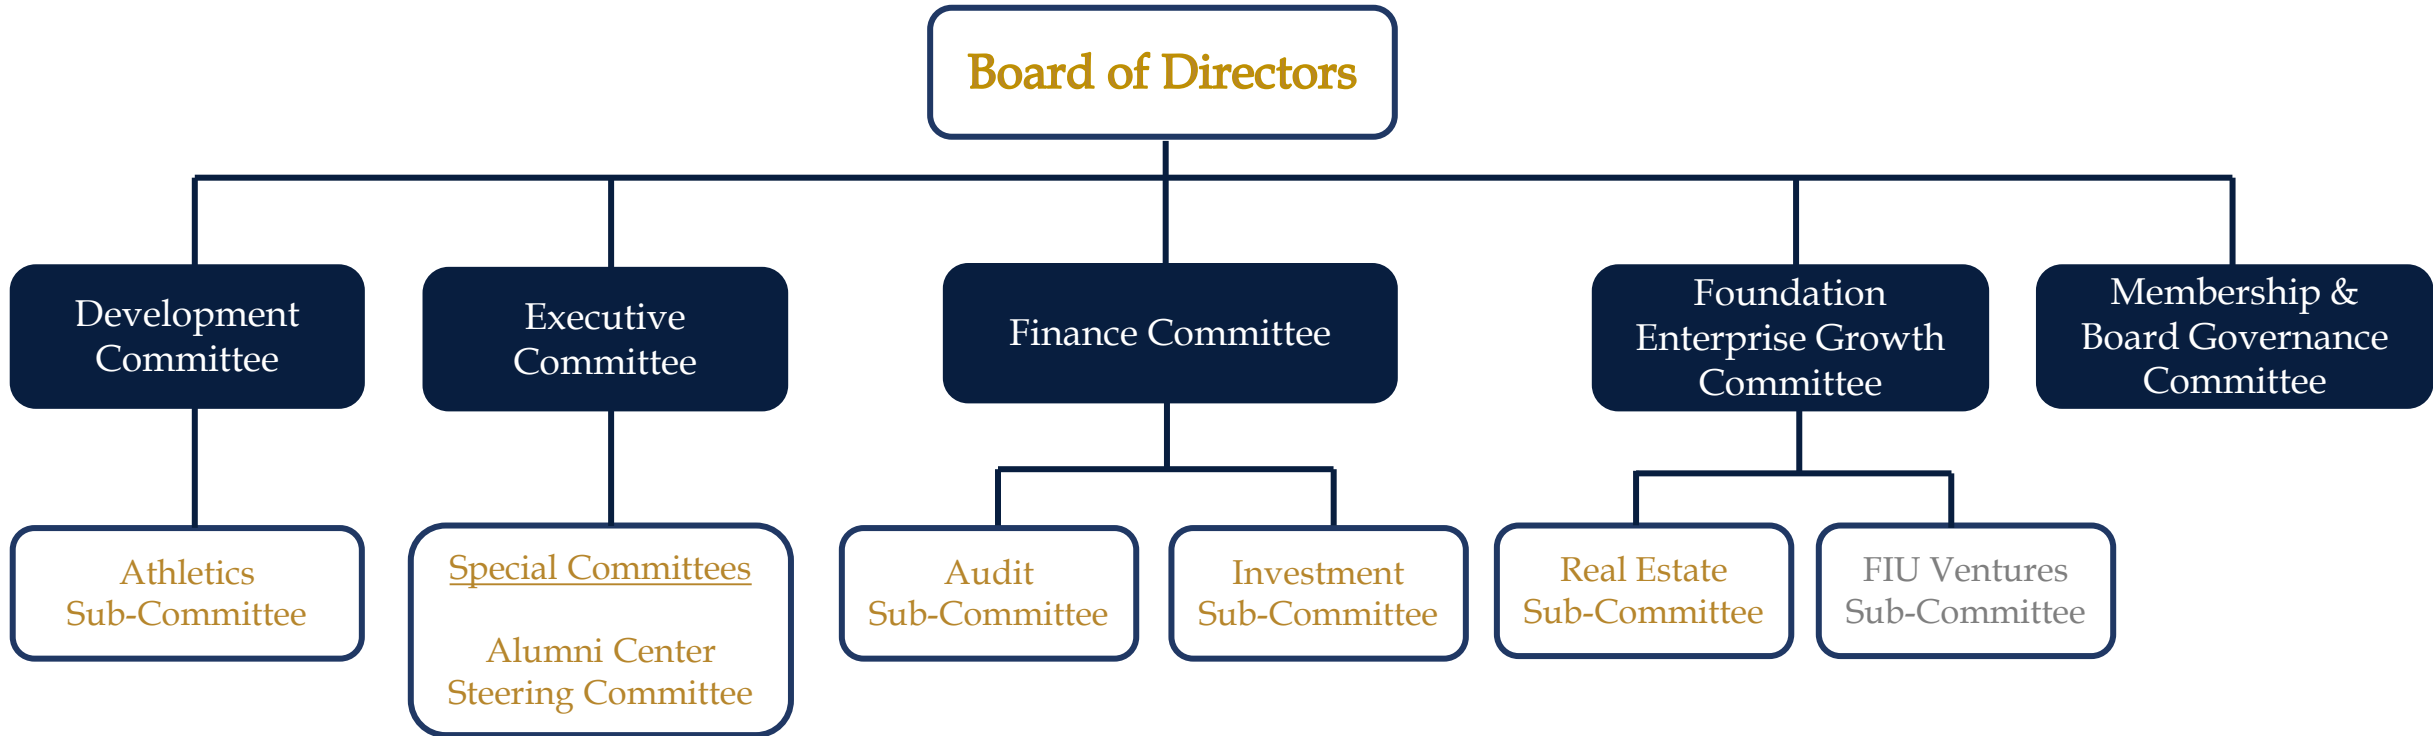 Board of Directors
Development
Committee
Executive
Committee
Finance Committee
Foundation
Enterprise Growth
Committee
Membership &
Board Governance
Committee
Athletics
Sub-Committee
Special Committees
Alumni Center
Steering Committee
Audit
Sub-Committee
Investment
Sub-Committee
Real Estate
Sub-Committee
FIU Ventures
Sub-Committee